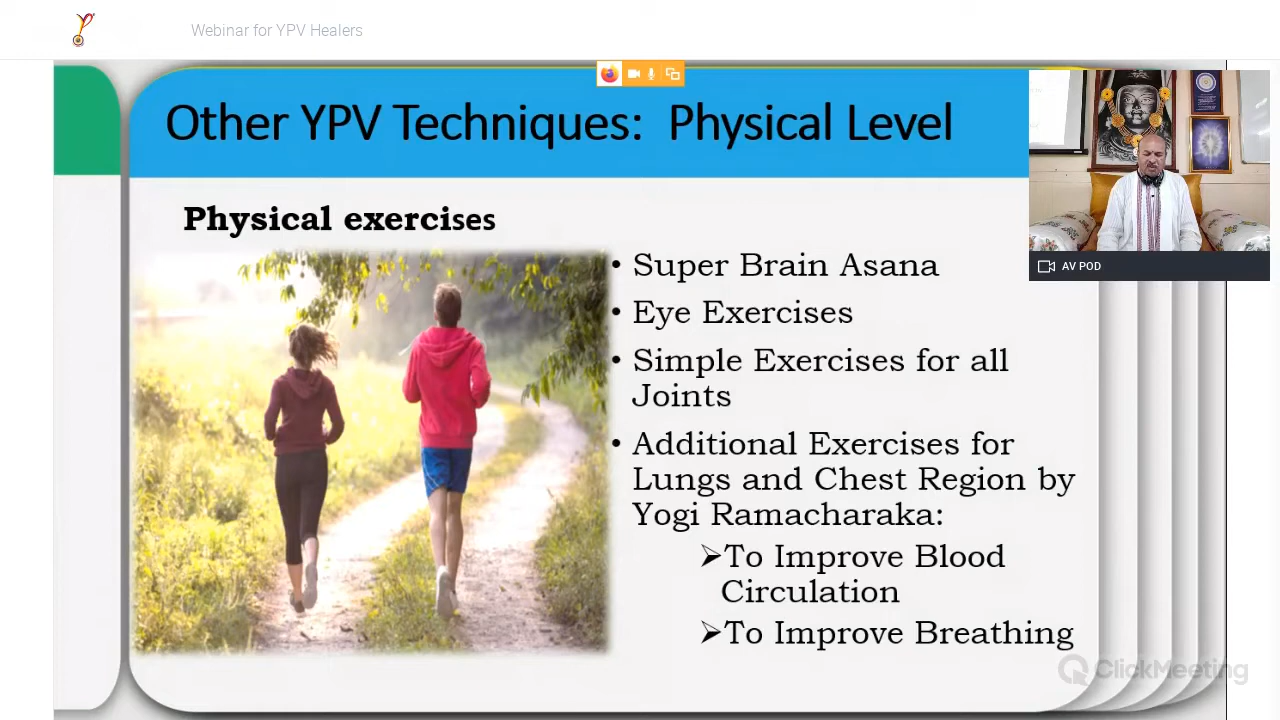 Webinar for YPV Healers
Other YPV Techniques: Physical Level
Physical exercises
• Super Brain Asana
• Eye Exercises
• Simple Exercises for all
Joints
• Additional Exercises for
Lungs and Chest Region by
Yogi Ramacharaka:
➢To Improve Blood
Circulation
➢To Improve Breathing
AV POD
ClickMeeting